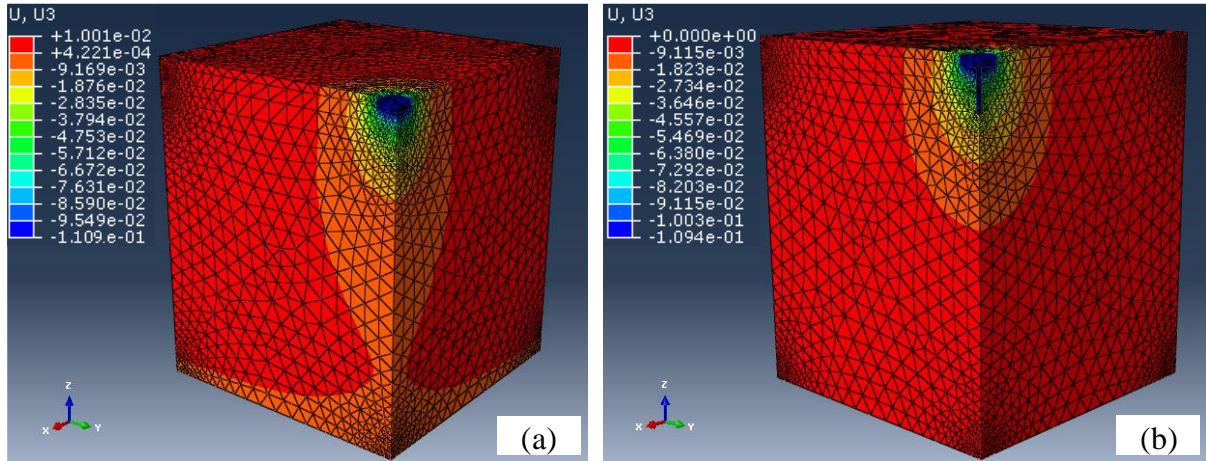 U, U3
+1.001e-02
+4.221e-04
-9.169e-03
-1.876e-02
-2.835e-02
-3.794e-02
-4.753e-02
-5.712e-02
-6.672e-02
-7.631e-02
-8.590e-02
-9.549e-02
-1.109e-01
Z
X
Y
(a)
U, U3
+0.000e+00
-9.115e-03
-1.823e-02
-2.734e-02
-3.646e-02
-4.557e-02
-5.469e-02
-6.380e-02
-7.292e-02
-8.203e-02
-9.115e-02
-1.003e-01
-1.094e-01
Z
X
Y
(b)